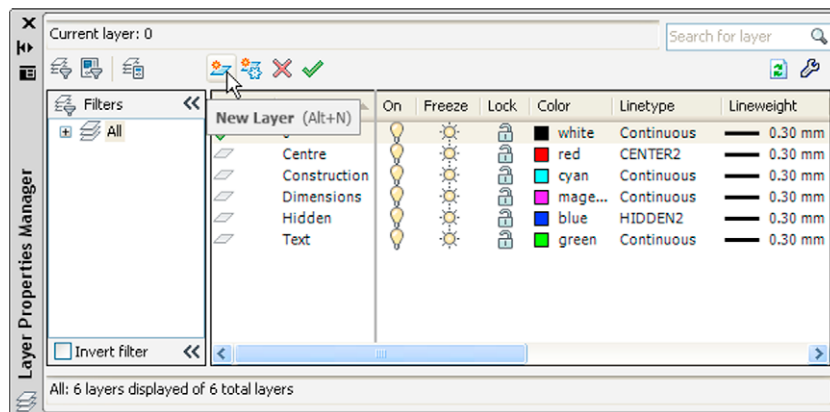 Current layer: 0
Search for layer
Filters
All
New Layer (Alt+N)
On Freeze Lock Color Linetype Lineweight
white Continuous 0.30 mm
Centre red CENTER2 0.30 mm
Construction cyan Continuous 0.30 mm
Dimensions mage... Continuous 0.30 mm
Hidden blue HIDDEN2 0.30 mm
Text green Continuous 0.30 mm
Invert filter
All: 6 layers displayed of 6 total layers
Layer Properties Manager